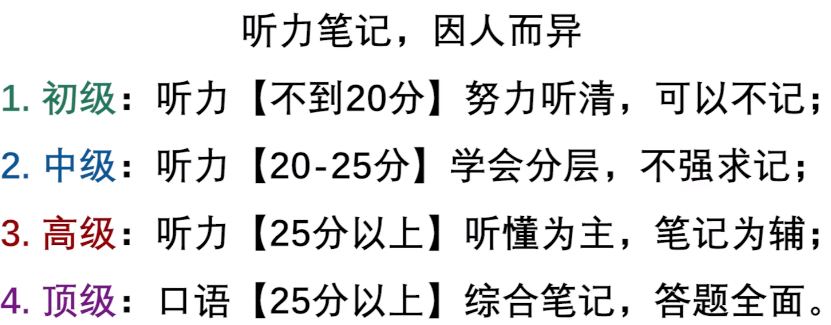 听力笔记，因人而异
1. 初级：听力【不到20分】努力听清，可以不记；
2. 中级：听力【20-25分】学会分层，不强求记；
3. 高级：听力【25分以上】听懂为主，笔记为辅；
4. 顶级：口语【25分以上】综合笔记，答题全面。